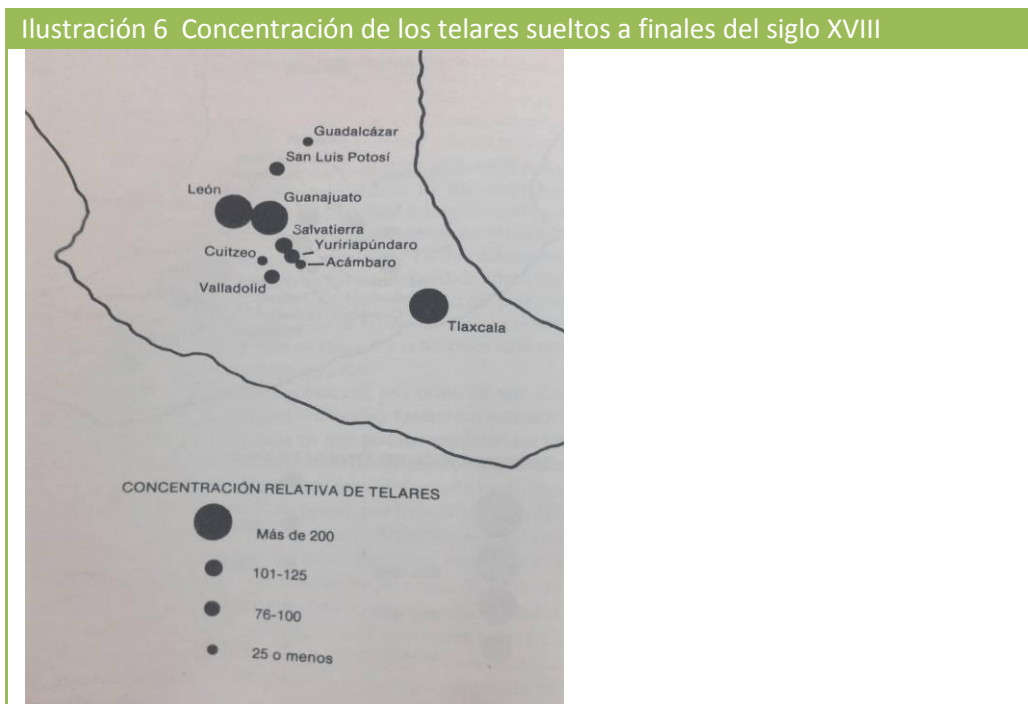 Ilustración 6 Concentración de los telares sueltos a finales del siglo XVIII
Guadalcázar
San Luis Potosí
León
Guanajuato
Salvatierra
Yuririapúndaro
Cuitzeo
Acámbaro
Valladolid
Tlaxcala
CONCENTRACIÓN RELATIVA DE TELARES
Más de 200
101-125
76-100
25 o menos